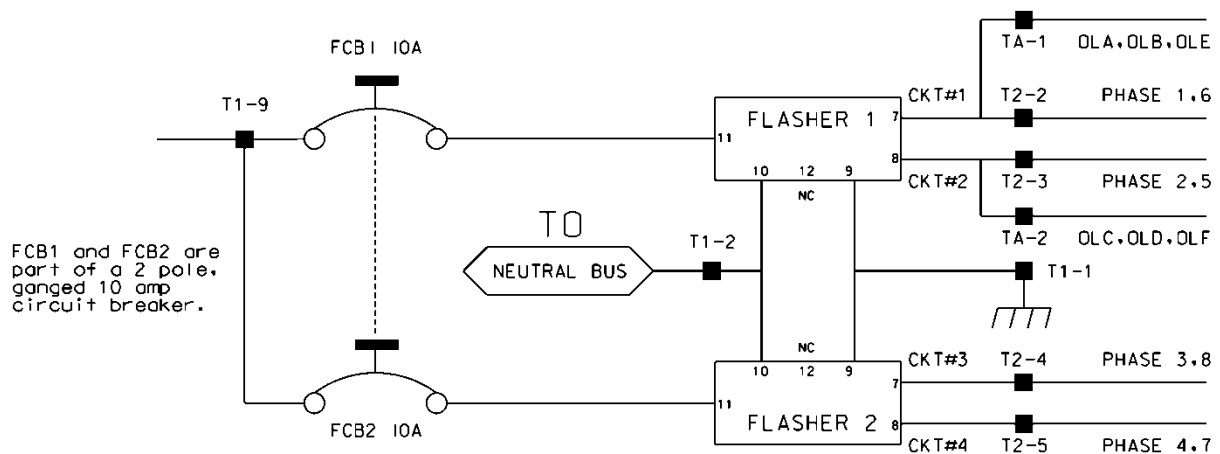 FCB1 10A
T1-9
FCB1 and FCB2 are
part of a 2 pole,
ganged 10 amp
circuit breaker.
FCB2 10A
TO
NEUTRAL BUS
T1-2
11
FLASHER 1
7
8
10 12 9
NC
CKT#1
CKT#2
TA-1 OLA,OLB,OLE
T2-2 PHASE 1,6
T2-3 PHASE 2,5
TA-2 OLC,OLD,OLF
T1-1
NC
10 12 9
11
FLASHER 2
7
8
CKT#3 T2-4 PHASE 3,8
CKT#4 T2-5 PHASE 4,7